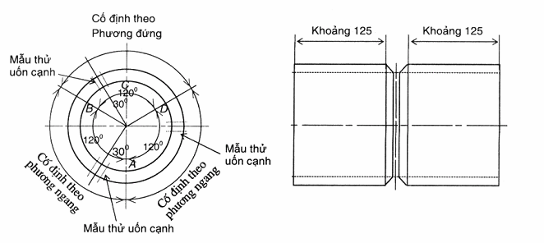 Cố định theo
Phương đứng
Mẫu thử
uốn cạnh
C
120°
30°
B
D
120°
30°
120°
A
Mẫu thử
uốn cạnh
Cố định theo
phương ngang
Cố định theo
phương ngang
Mẫu thử uốn cạnh
Khoảng 125
Khoảng 125